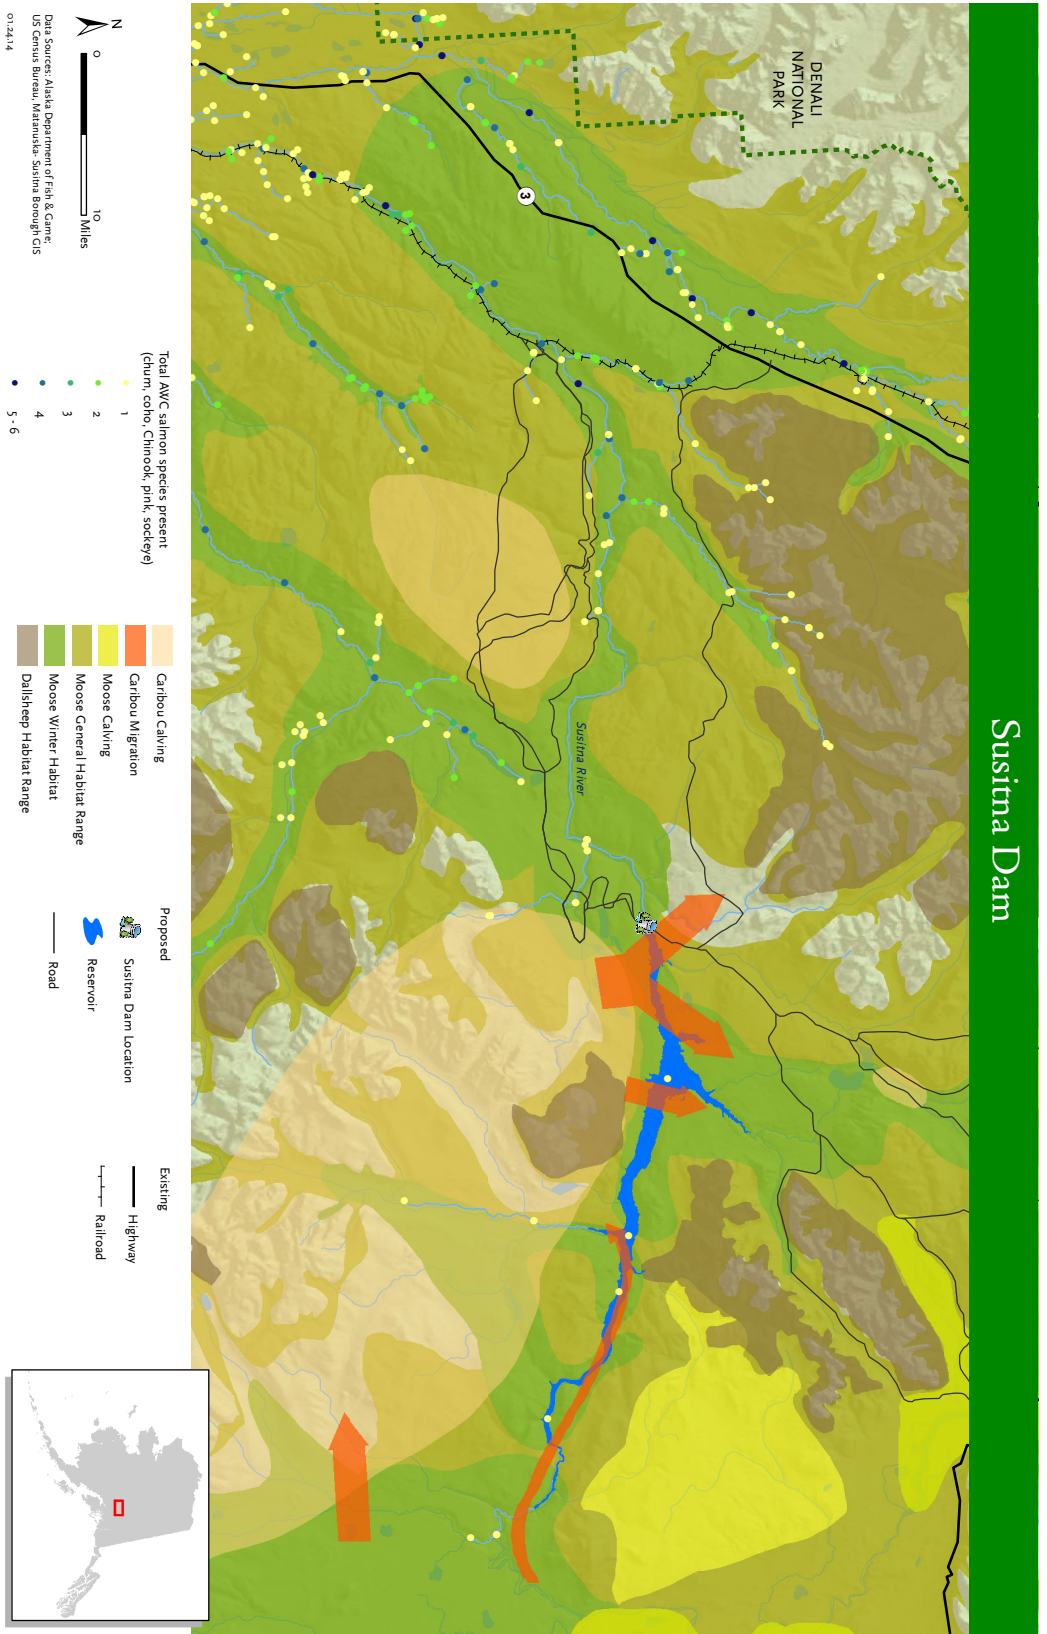 Susitna Dam
DENALI
NATIONAL
PARK
3
Susitna River
N
0
10
Miles
Data Sources: Alaska Department of Fish & Game;
US Census Bureau, Matanuska- Susitna Borough GIS
01.24.14
Total AWC salmon species present
(chum, coho, Chinook, pink, sockeye)
1
2
3
4
5 - 6
Caribou Calving
Caribou Migration
Moose Calving
Moose General Habitat Range
Moose Winter Habitat
Dallsheep Habitat Range
Proposed
Susitna Dam Location
Reservoir
Road
Existing
Highway
Railroad